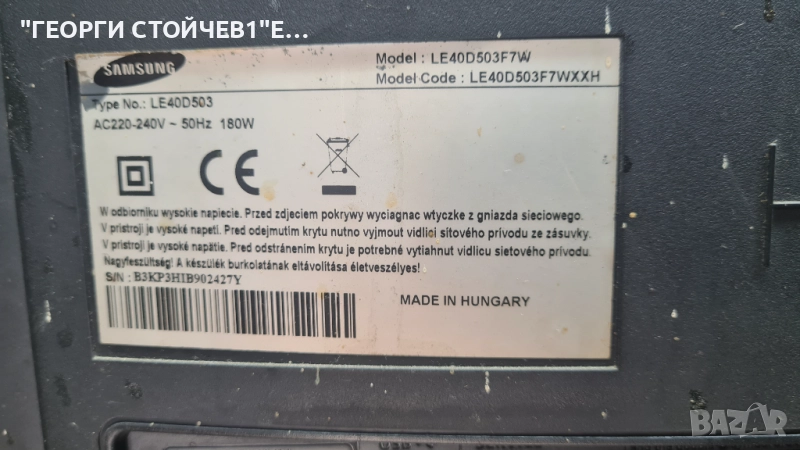 "ГЕОРГИ СТОЙЧЕВ1"Е…
SAMSUNG
Model : LE40D503F7W
Model Code : LE40D503F7WXXH
Type No.: LE40D503
AC220-240V ~ 50Hz 180W
W odbiorniku wysokie napiecie. Przed zdjeciem pokrywy wyciagnac wtyczke z gniazda sieciowego.
V pristroji je vysoké napetí. Pred odejmutím krytu nutno vyjmout vidlici sitového prívodu ze zásuvky.
V pristroji je vysoké napätie. Pred odstránením krytu je potrebné vytiahnut vidlicu sietového prívodu.
Nagyfeszültség! A készülék burkolatának eltávolítása életveszélyes!
S/N : B3KP3HIB902427Y
MADE IN HUNGARY
BAZAR